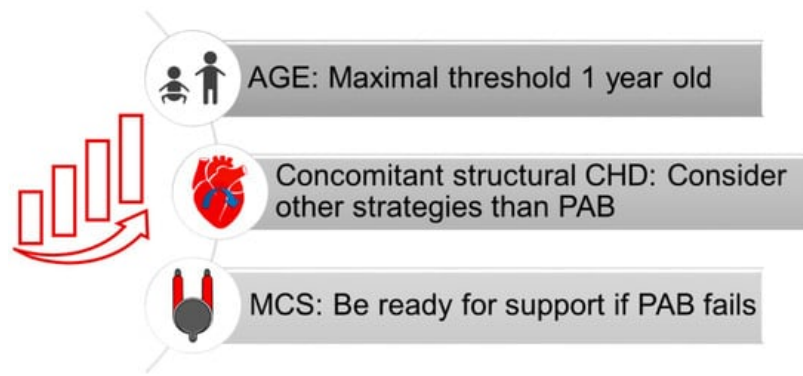 AGE: Maximal threshold 1 year old
Concomitant structural CHD: Consider
other strategies than PAB
MCS: Be ready for support if PAB fails